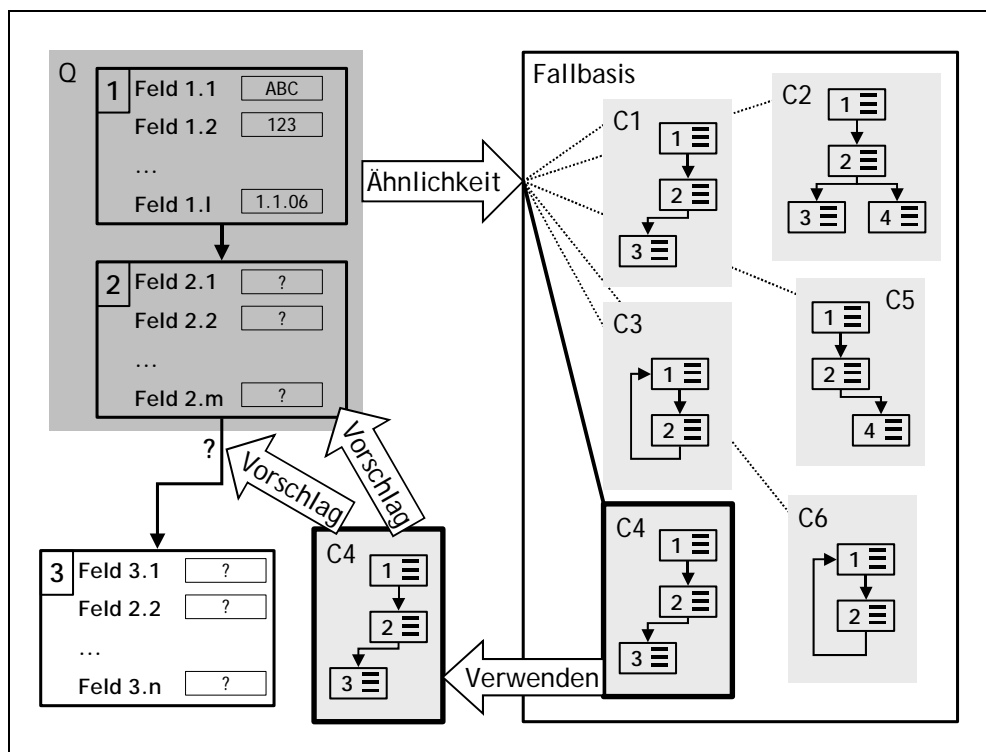 Q
1
Feld 1.1 ABC
Feld 1.2 123
...
Feld 1.l 1.1.06
2
Feld 2.1 ?
Feld 2.2 ?
...
Feld 2.m ?
?
Vorschlag
Vorschlag
3
Feld 3.1 ?
Feld 2.2 ?
...
Feld 3.n ?
C4
1
2
3
Ähnlichkeit
Verwenden
Fallbasis
C1
1
2
3
C2
1
2
3 4
C3
1
2
C5
1
2
4
C4
1
2
3
C6
1
2